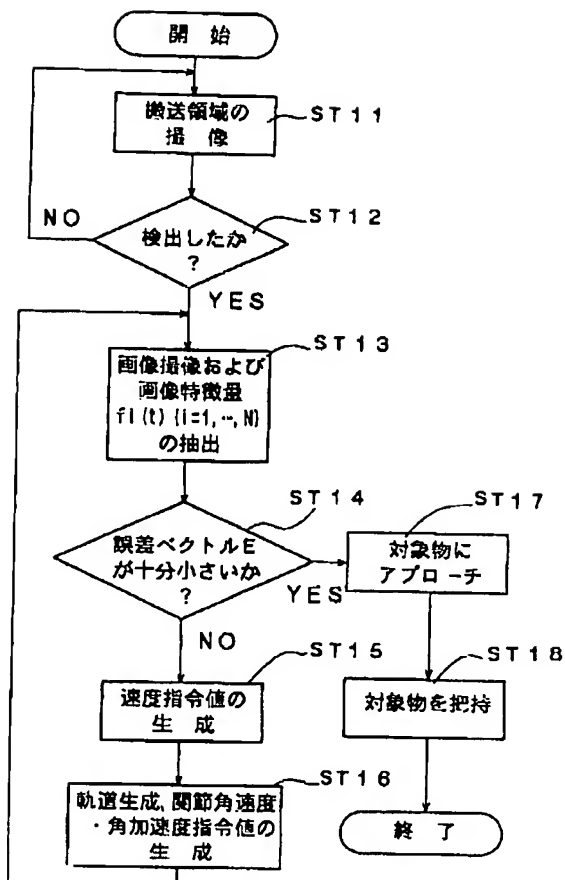 開 始
搬送領域の
撮 像
ST11
検出したか
?
ST12
NO
YES
画像撮像および
画像特徴量
fi(t) (i=1,…,N)
の抽出
ST13
誤差ベクトルE
が十分小さいか
?
ST14
YES
NO
対象物に
アプローチ
ST17
速度指令値の
生 成
ST15
対象物を把持
ST18
軌道生成、関節角速度
・角加速度指令値の
生 成
ST16
終 了